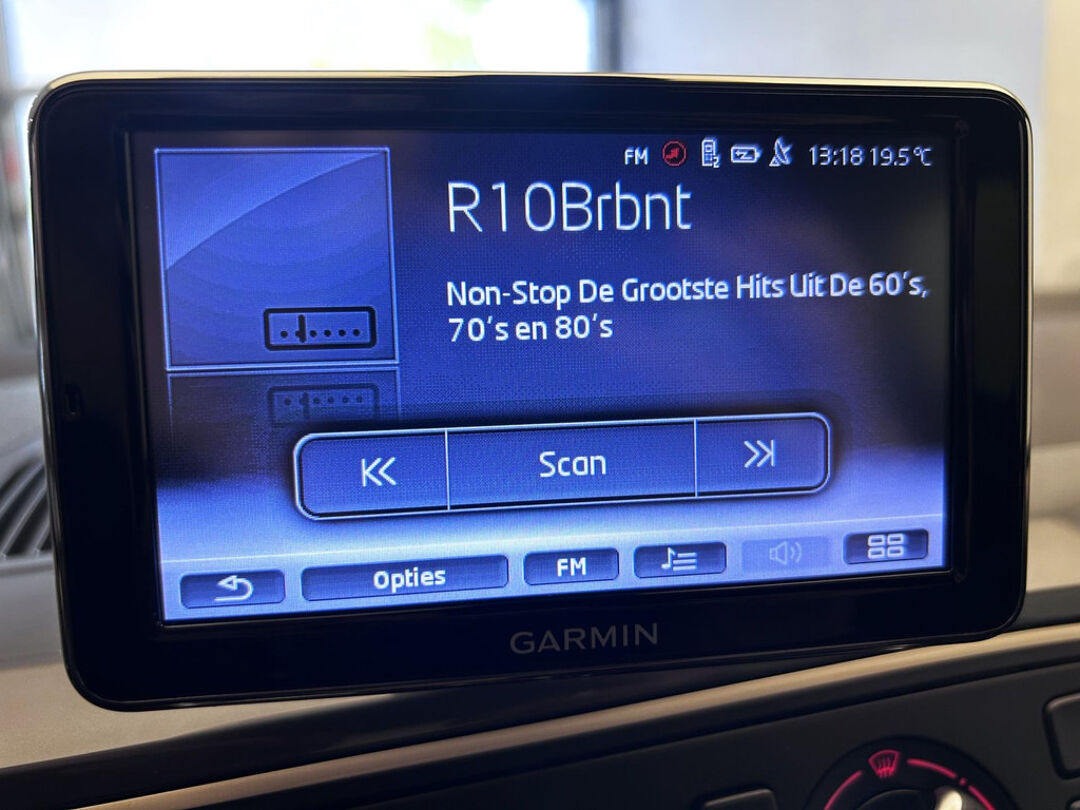 FM 2 13:18 19.5°C
R10Brbnt
Non-Stop De Grootste Hits Uit De 60's,
70's en 80's
Scan
Opties FM
GARMIN